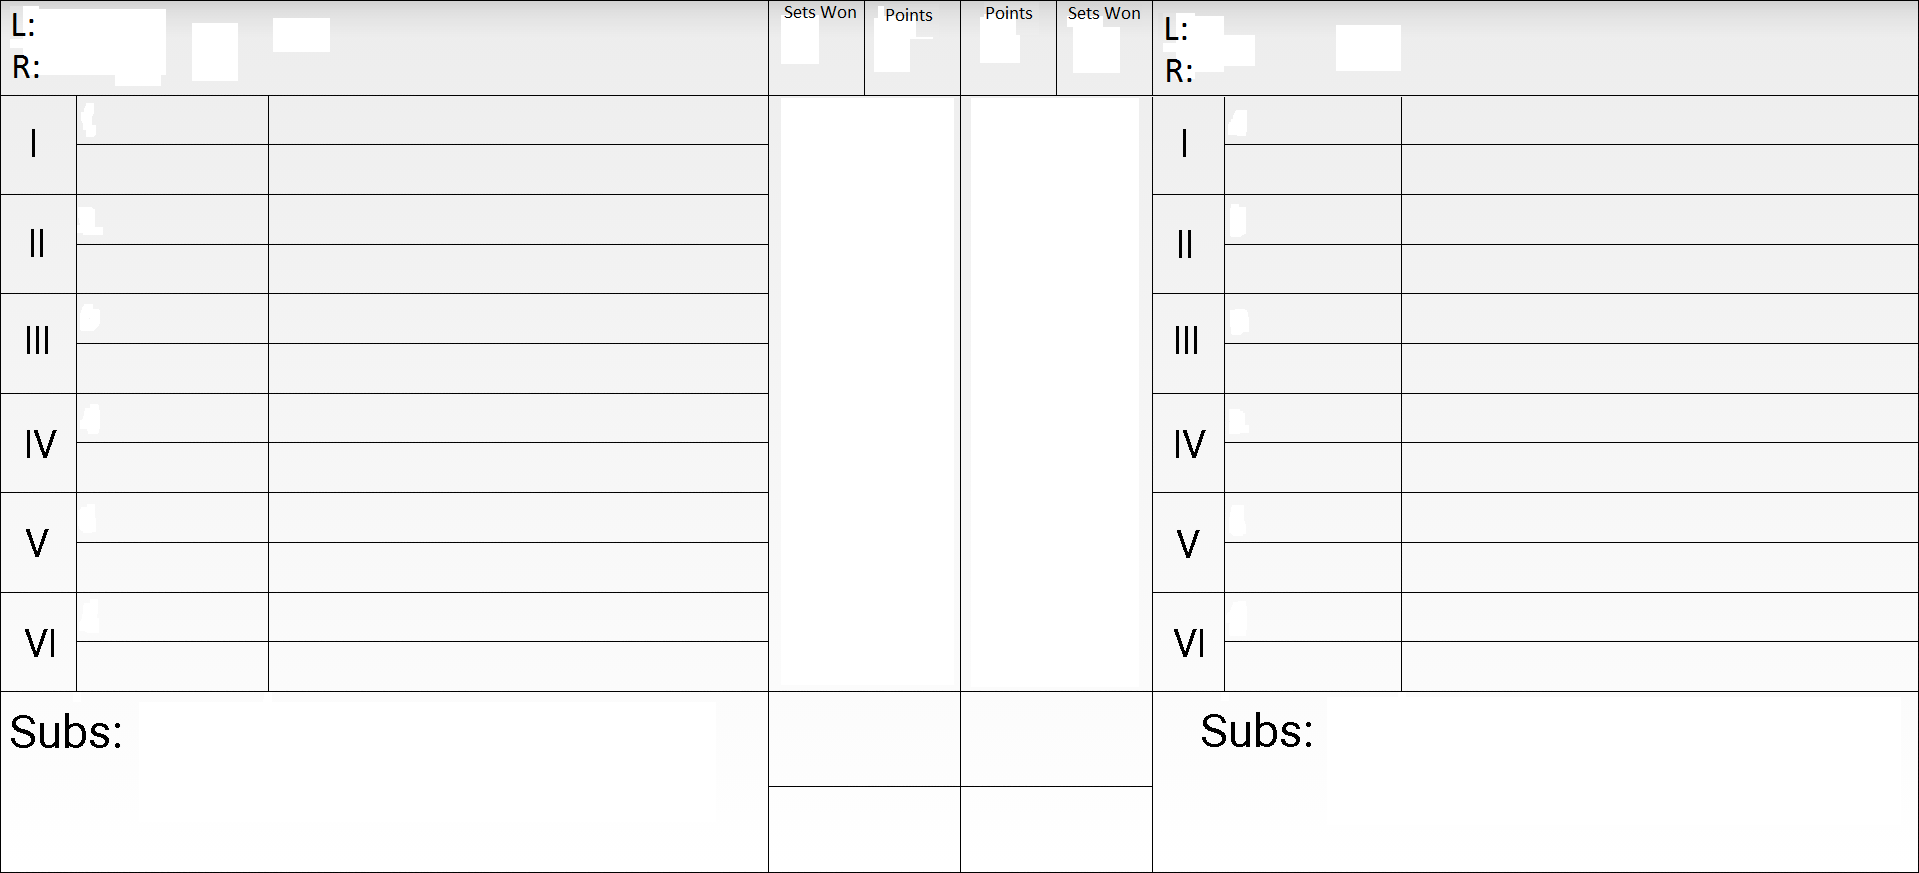 L: Sets Won Points Points Sets Won L:
R: R:
I I
II II
III III
IV IV
V V
VI VI
Subs: Subs: